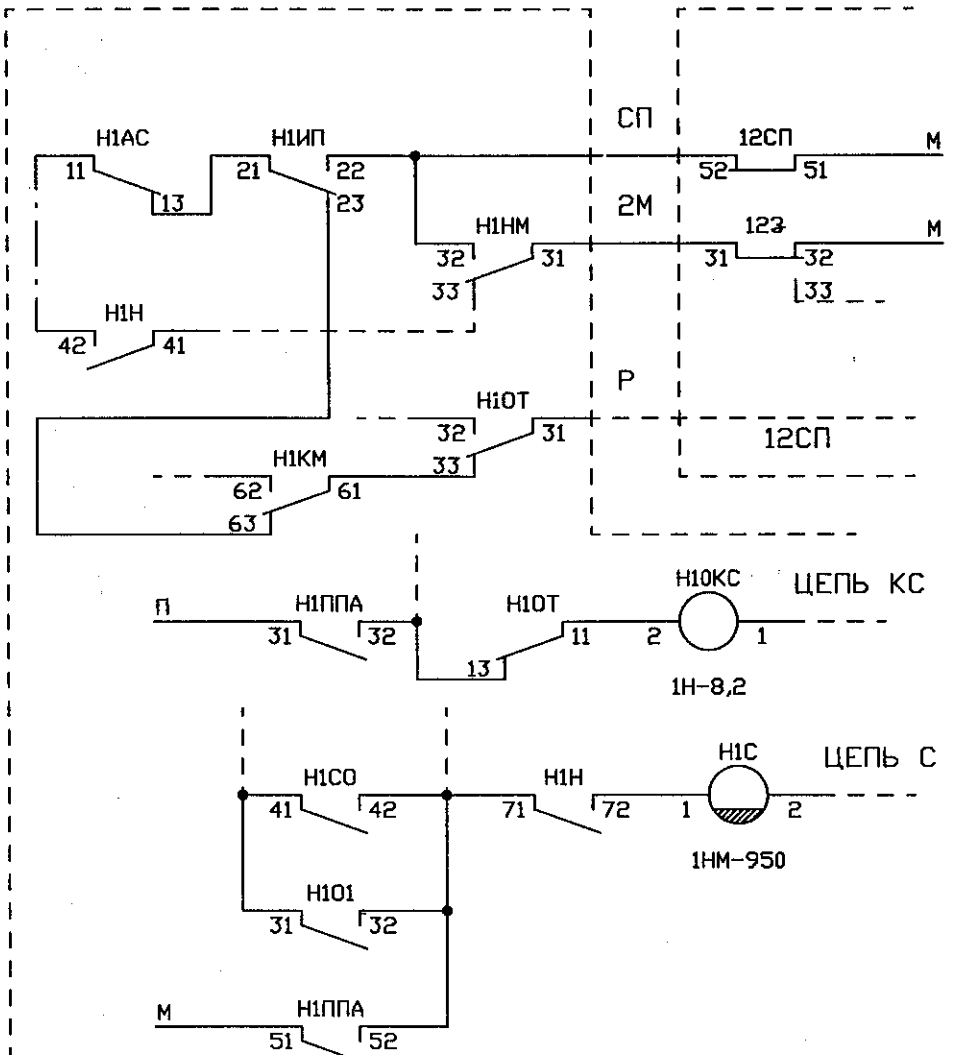 СП
Н1АС Н1ИП 12СП М
11 13 21 22 23 52 51
2М
Н1НМ 123 М
32 31 33 31 32 33
Н1Н
42 41
Р
Н1ОТ
32 31 33
12СП
Н1КМ
62 61 63
Н1ОКС ЦЕПЬ КС
П Н1ППА Н1ОТ
31 32 13 11 2 1
1Н-8,2
Н1С ЦЕПЬ С
Н1СО Н1Н
41 42 71 72 1 2
1НМ-950
Н1О1
31 32
М Н1ППА
51 52